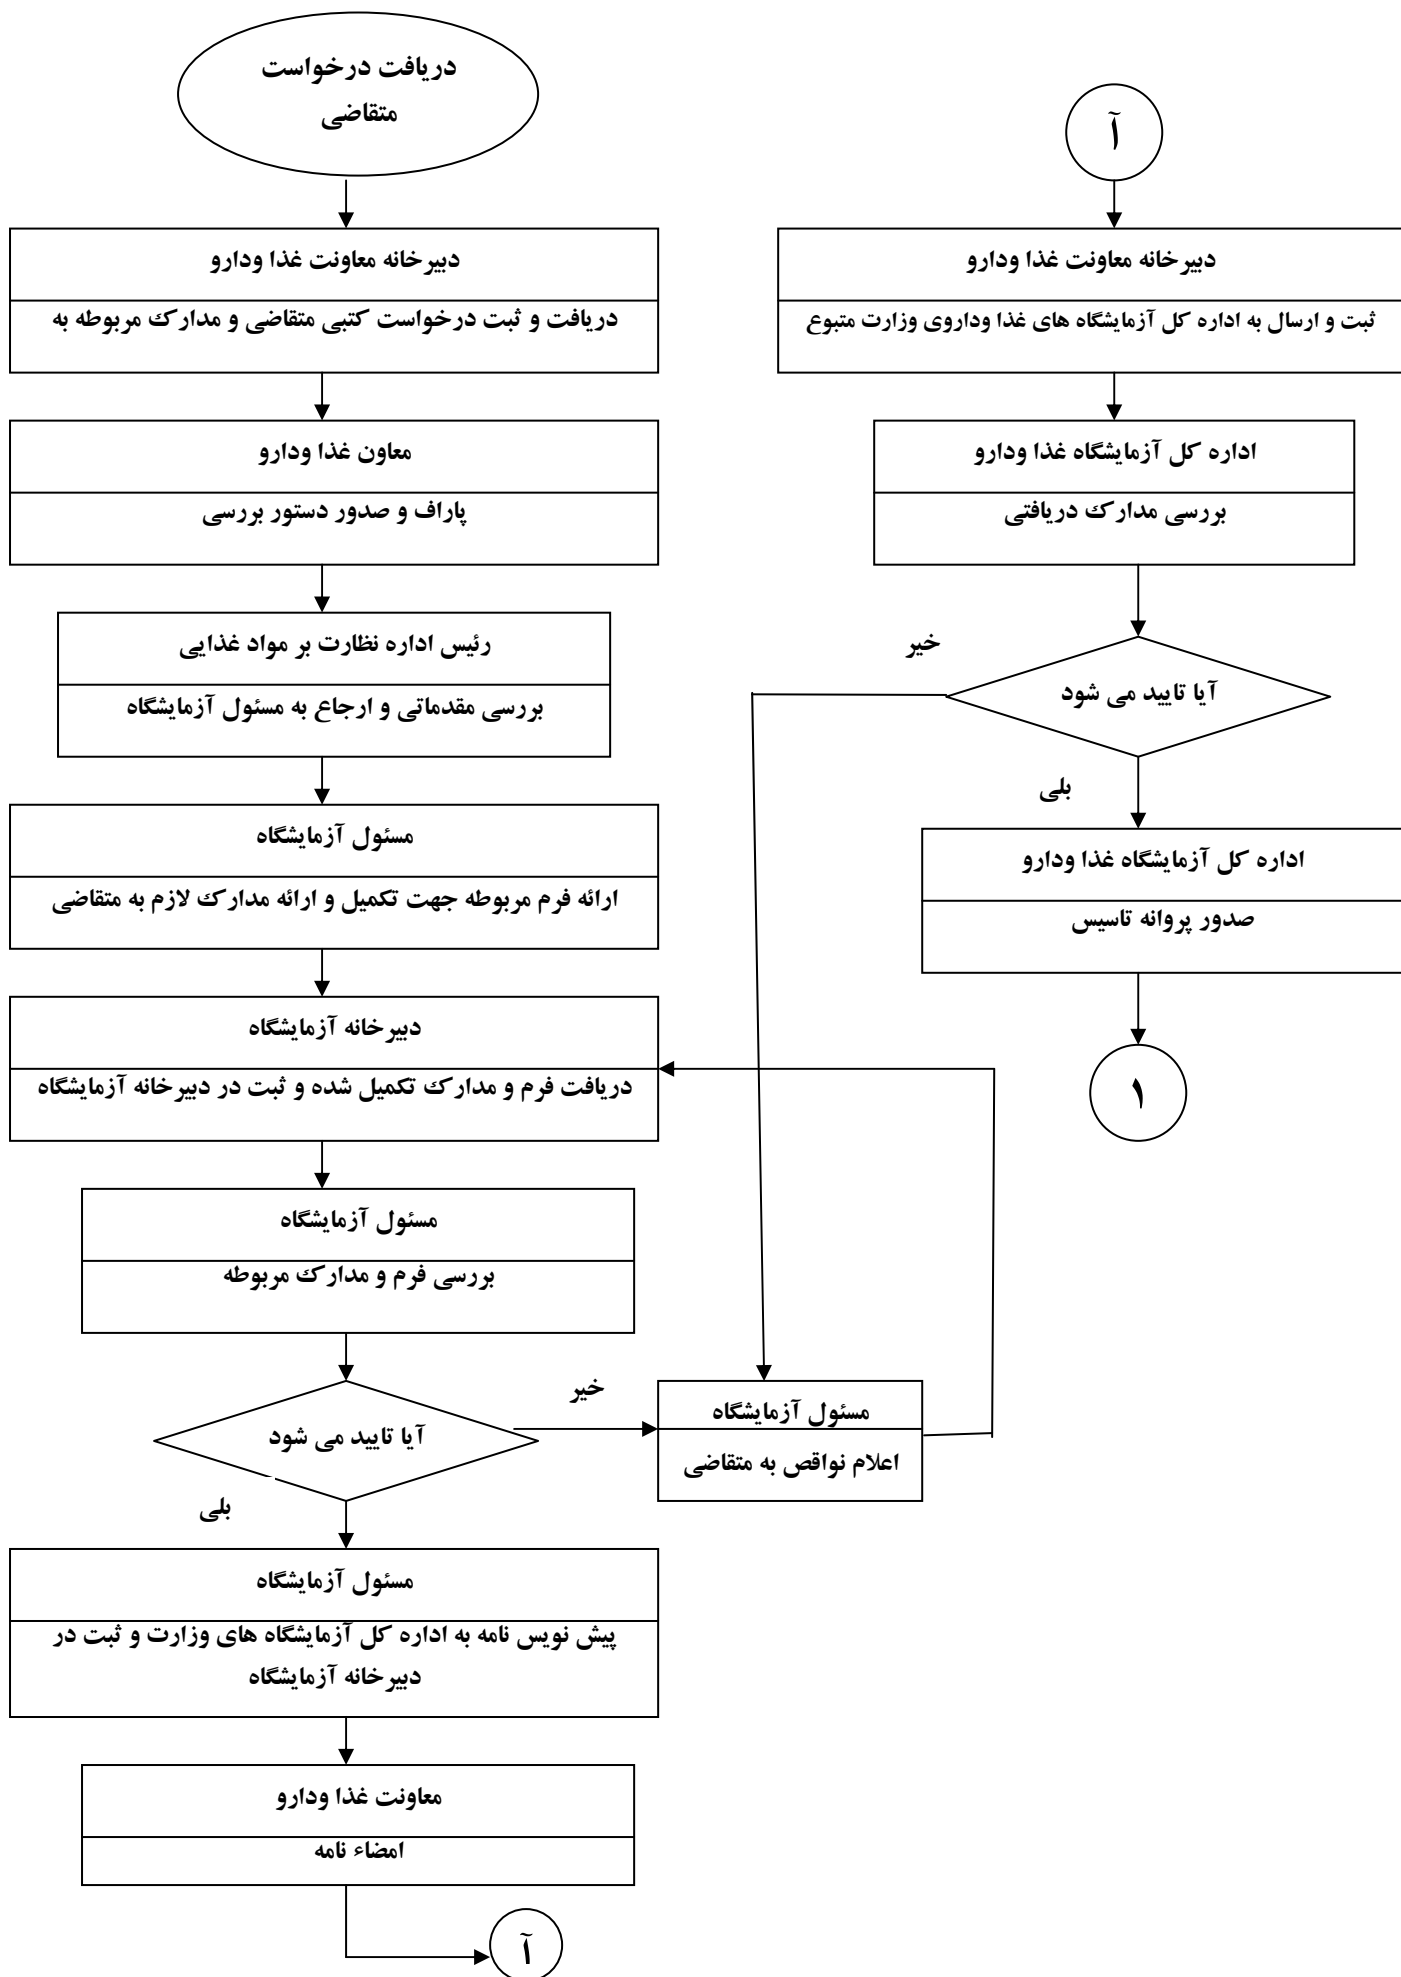 دریافت درخواست
متقاضی
دبیرخانه معاونت غذا ودارو
دریافت و ثبت درخواست کتبی متقاضی و مدارک مربوطه به
معاون غذا ودارو
پاراف و صدور دستور بررسی
رئیس اداره نظارت بر مواد غذایی
بررسی مقدماتی و ارجاع به مسئول آزمایشگاه
مسئول آزمایشگاه
ارائه فرم مربوطه جهت تکمیل و ارائه مدارک لازم به متقاضی
دبیرخانه آزمایشگاه
دریافت فرم و مدارک تکمیل شده و ثبت در دبیرخانه آزمایشگاه
مسئول آزمایشگاه
بررسی فرم و مدارک مربوطه
آیا تایید می شود
خیر
مسئول آزمایشگاه
اعلام نواقص به متقاضی
بلی
مسئول آزمایشگاه
پیش نویس نامه به اداره کل آزمایشگاه های وزارت و ثبت در
دبیرخانه آزمایشگاه
معاونت غذا ودارو
امضاء نامه
آ
آ
دبیرخانه معاونت غذا ودارو
ثبت و ارسال به اداره کل آزمایشگاه های غذا وداروی وزارت متبوع
اداره کل آزمایشگاه غذا ودارو
بررسی مدارک دریافتی
آیا تایید می شود
خیر
بلی
اداره کل آزمایشگاه غذا ودارو
صدور پروانه تاسیس
۱